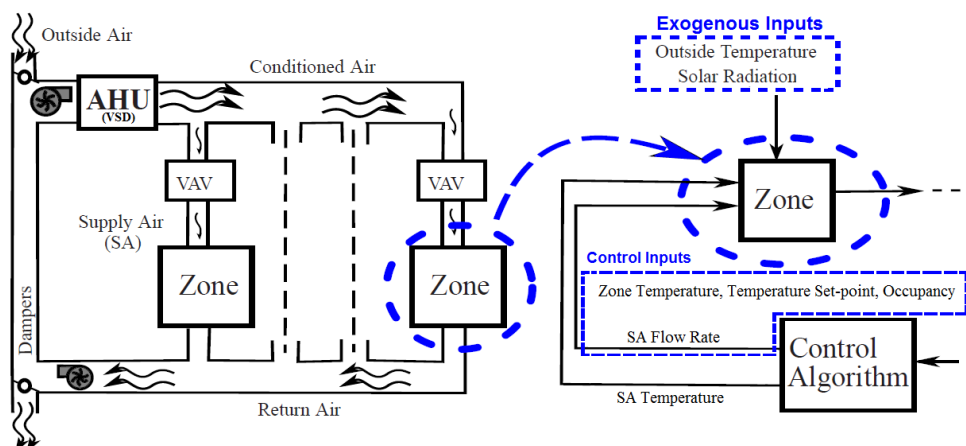 Outside Air
Conditioned Air
AHU
(VSD)
VAV
VAV
Supply Air
(SA)
Zone
Zone
Dampers
Return Air
Exogenous Inputs
Outside Temperature
Solar Radiation
Zone
Control Inputs
Zone Temperature, Temperature Set-point, Occupancy
SA Flow Rate
Control
Algorithm
SA Temperature